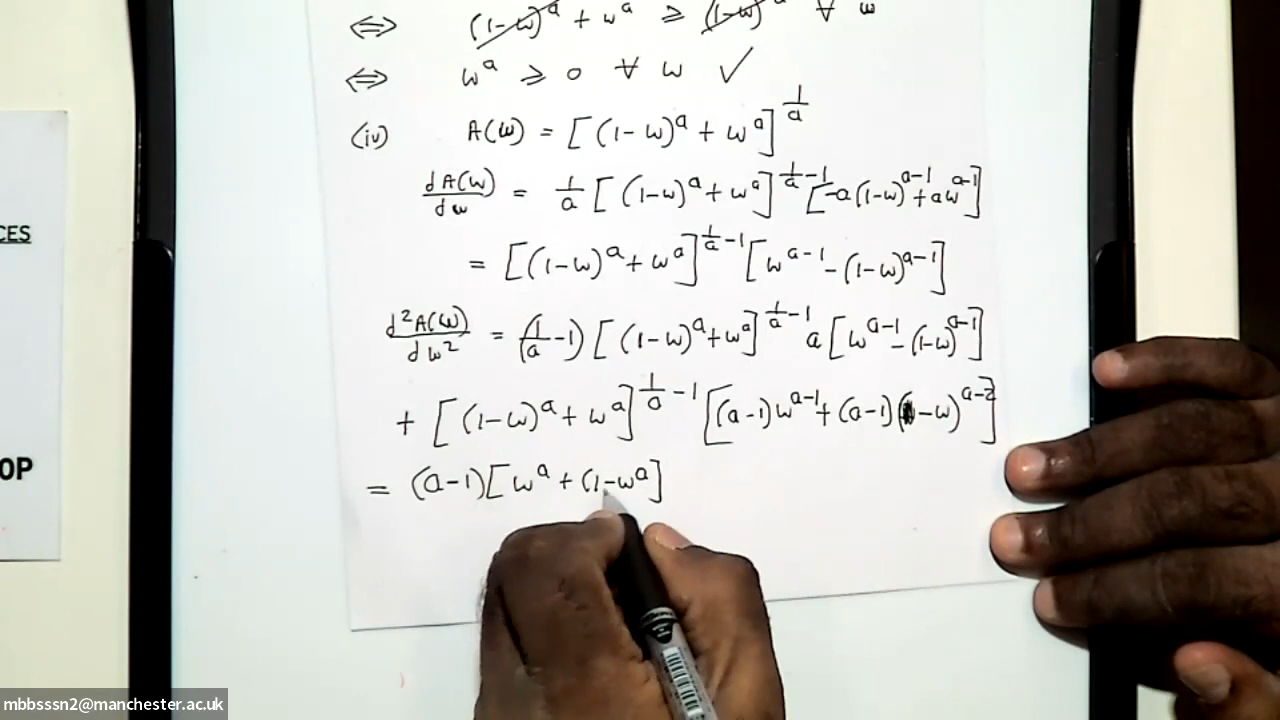 ⇔ (1-w)^a + w^a ≥ (1-w)^a ∀ w
⇔ w^a ≥ 0 ∀ w ✓
(iv) A(w) = [(1-w)^a + w^a]^{1/a}
dA(w)/dw = 1/a [(1-w)^a + w^a]^{1/a - 1} [-a(1-w)^{a-1} + aw^{a-1}]
= [(1-w)^a + w^a]^{1/a - 1} [w^{a-1} - (1-w)^{a-1}]
d²A(w)/dw² = (1/a - 1) [(1-w)^a + w^a]^{1/a - 1} a [w^{a-1} - (1-w)^{a-1}]
+ [(1-w)^a + w^a]^{1/a - 1} [(a-1)w^{a-1} + (a-1)(1-w)^{a-2}]
= (a-1)[w^a + (1-w^a]
CES
OP
mbbsssn2@manchester.ac.uk